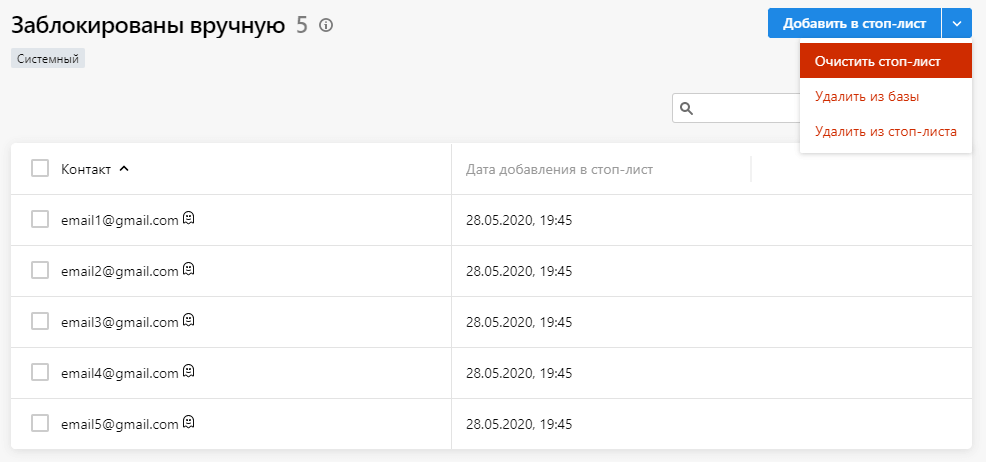 Заблокированы вручную 5
Добавить в стоп-лист
Системный
Очистить стоп-лист
Удалить из базы
Удалить из стоп-листа
Контакт Дата добавления в стоп-лист
email1@gmail.com 28.05.2020, 19:45
email2@gmail.com 28.05.2020, 19:45
email3@gmail.com 28.05.2020, 19:45
email4@gmail.com 28.05.2020, 19:45
email5@gmail.com 28.05.2020, 19:45